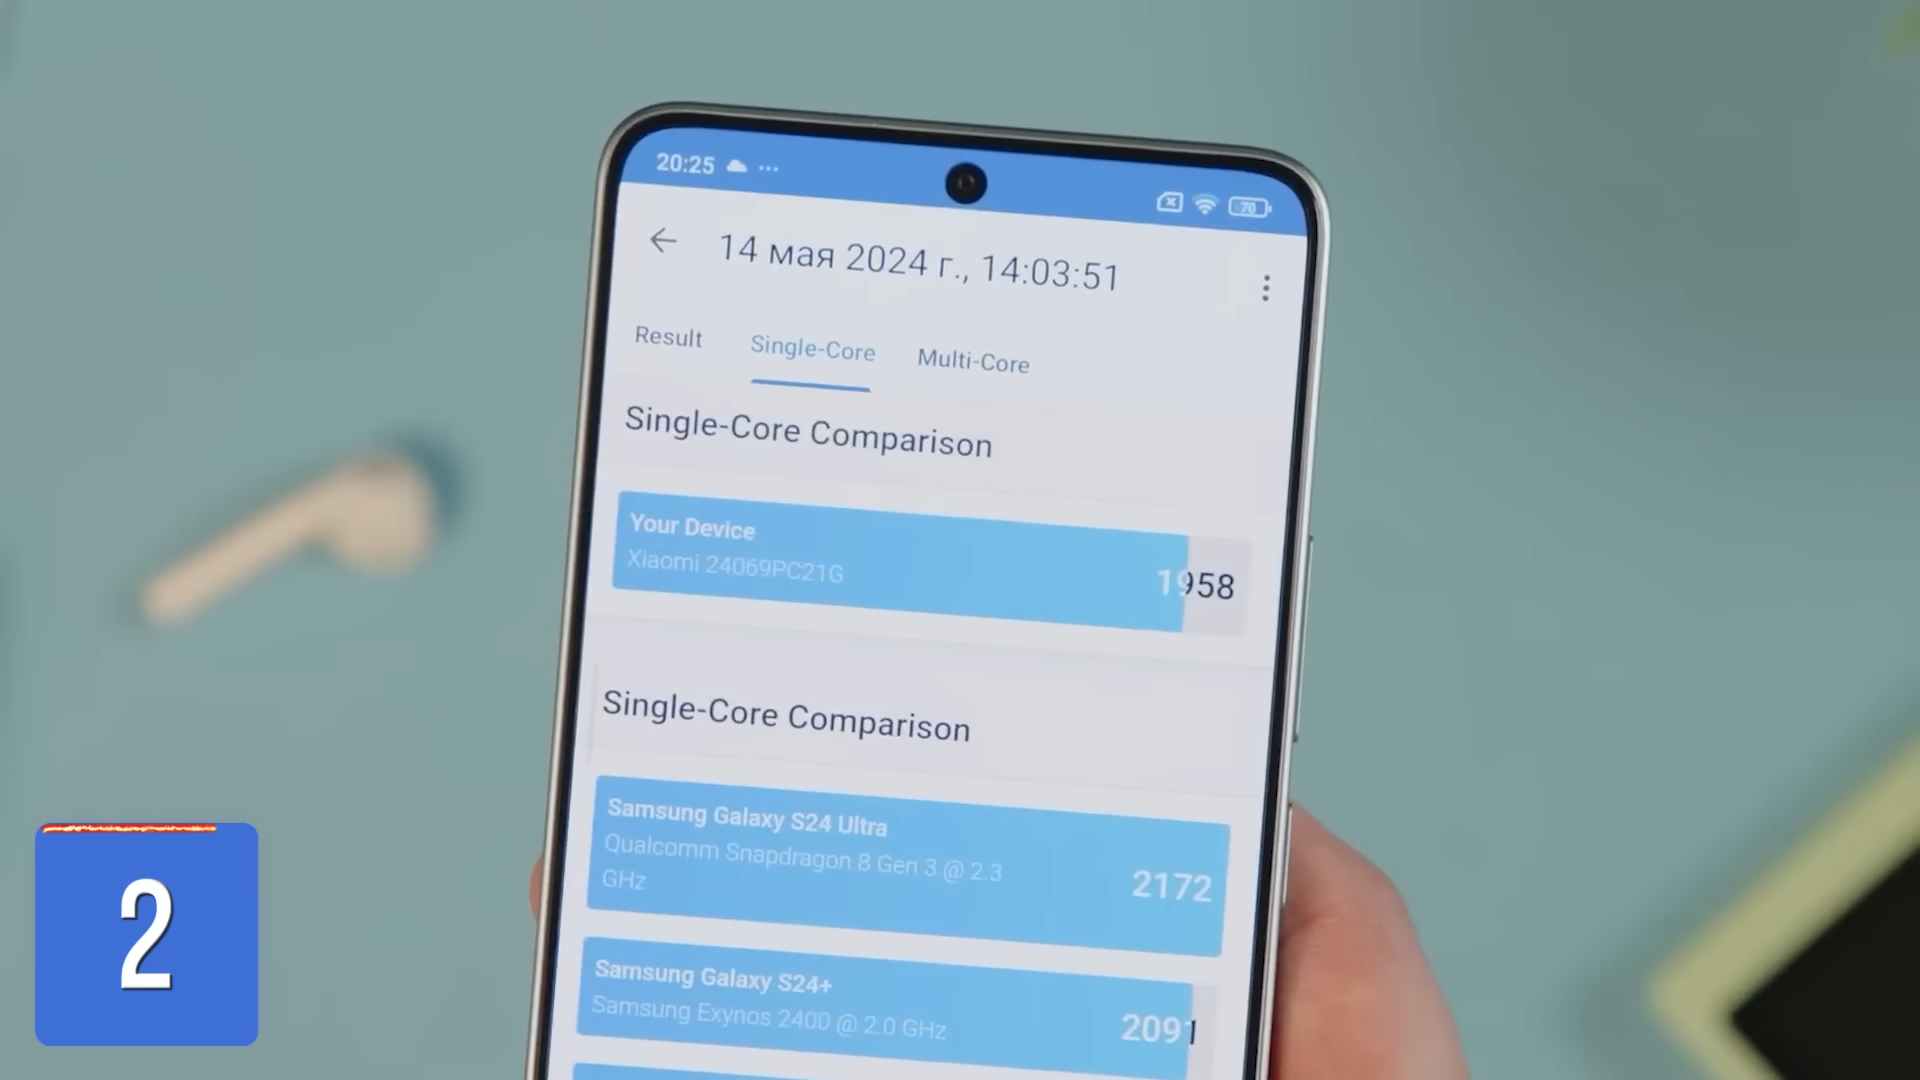 20:25
70
14 мая 2024 г., 14:03:51
Result Single-Core Multi-Core
Single-Core Comparison
Your Device
Xiaomi 24069PC21G
1958
Single-Core Comparison
Samsung Galaxy S24 Ultra
Qualcomm Snapdragon 8 Gen 3 @ 2.3
GHz
2172
Samsung Galaxy S24+
Samsung Exynos 2400 @ 2.0 GHz
2091
2